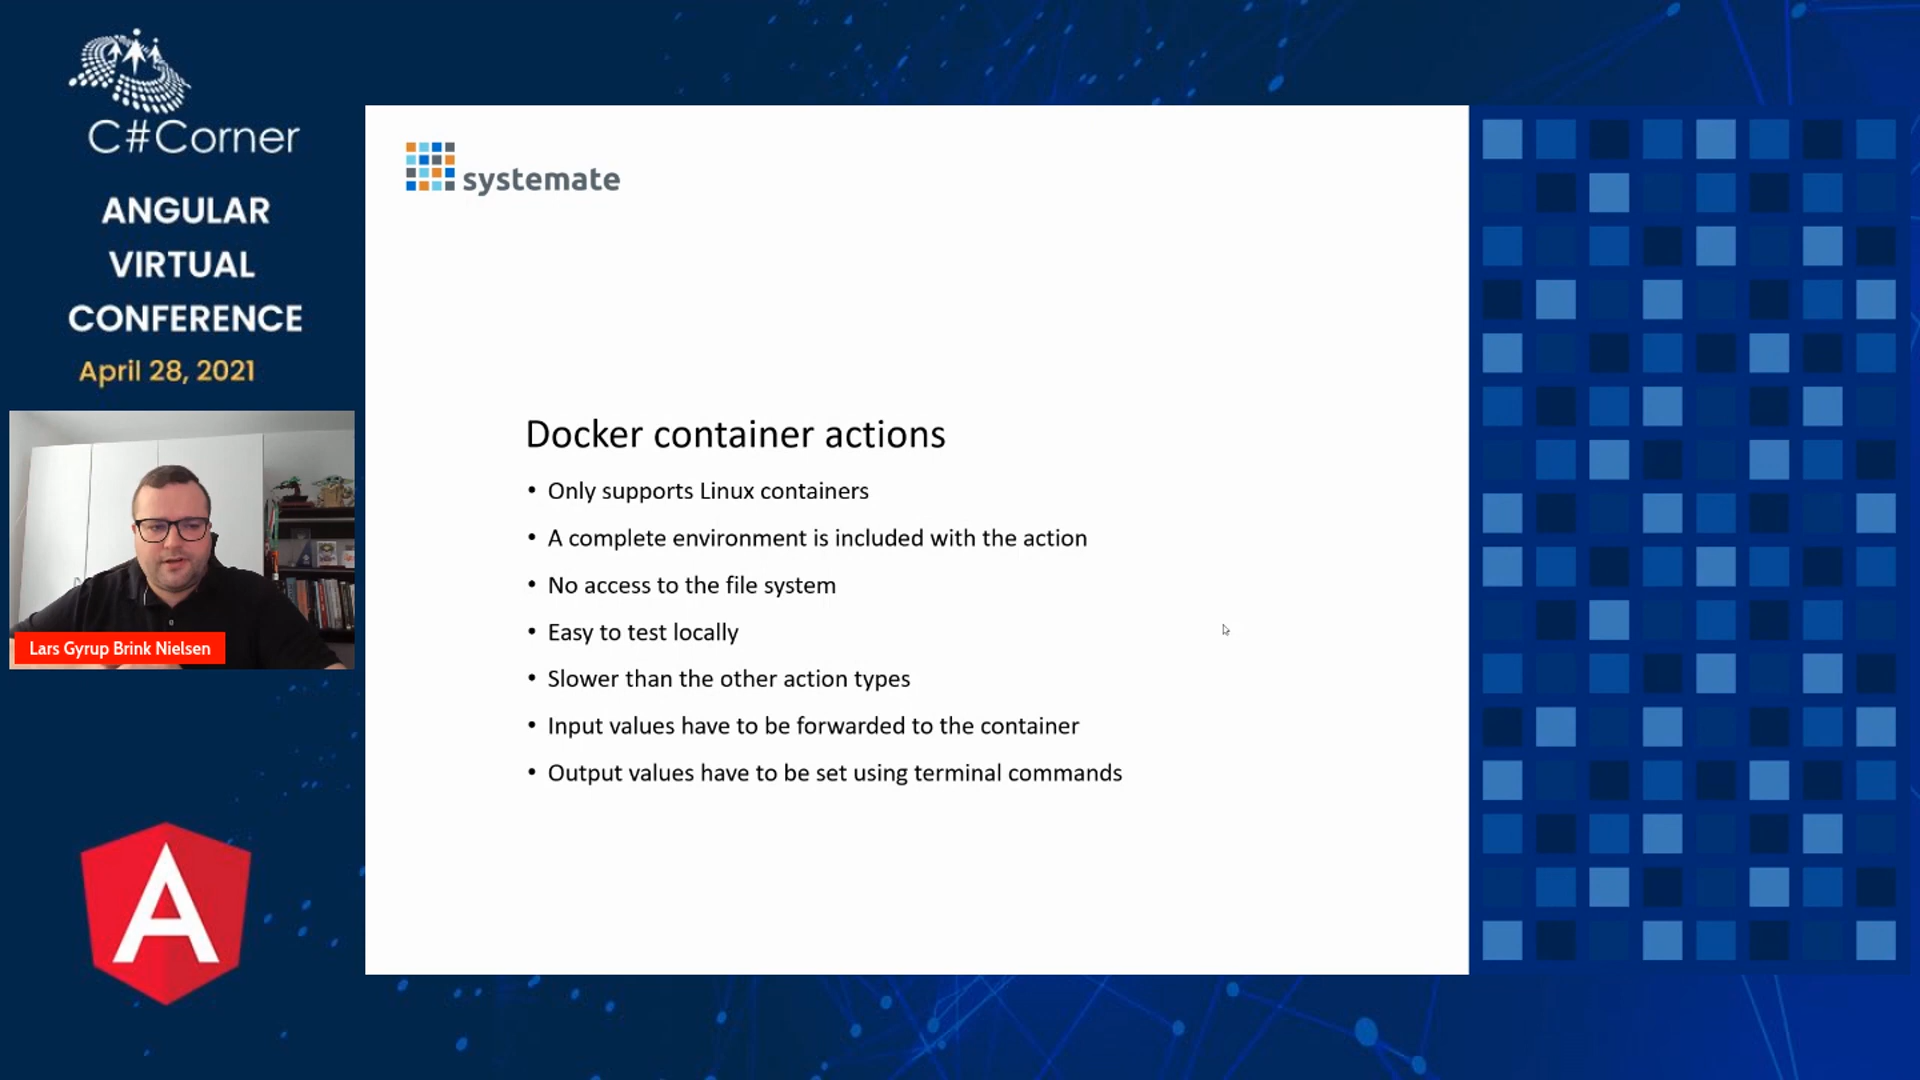 C#Corner
ANGULAR
VIRTUAL
CONFERENCE
April 28, 2021
Lars Gyrup Brink Nielsen
systemate
Docker container actions
• Only supports Linux containers
• A complete environment is included with the action
• No access to the file system
• Easy to test locally
• Slower than the other action types
• Input values have to be forwarded to the container
• Output values have to be set using terminal commands